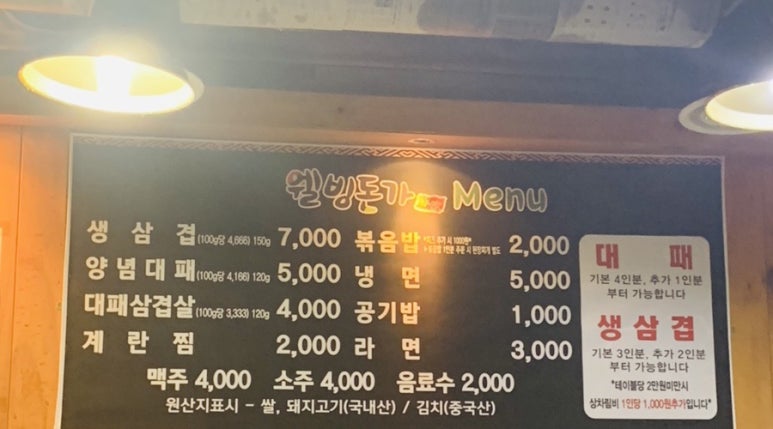 웰빙돈가 Menu
생삼겹 (100g당 4,666) 150g 7,000
양념대패 (100g당 4,166) 120g 5,000
대패삼겹살 (100g당 3,333) 120g 4,000
계란찜 2,000
볶음밥 2,000
냉면 5,000
공기밥 1,000
라면 3,000
맥주 4,000 소주 4,000 음료수 2,000
원산지표시 - 쌀, 돼지고기(국내산) / 김치(중국산)
대패
기본 4인분, 추가 1인분
부터 가능합니다
생삼겹
기본 3인분, 추가 2인분
부터 가능합니다
*테이블당 2만원미만시
상차림비 1인당 1,000원추가입니다*